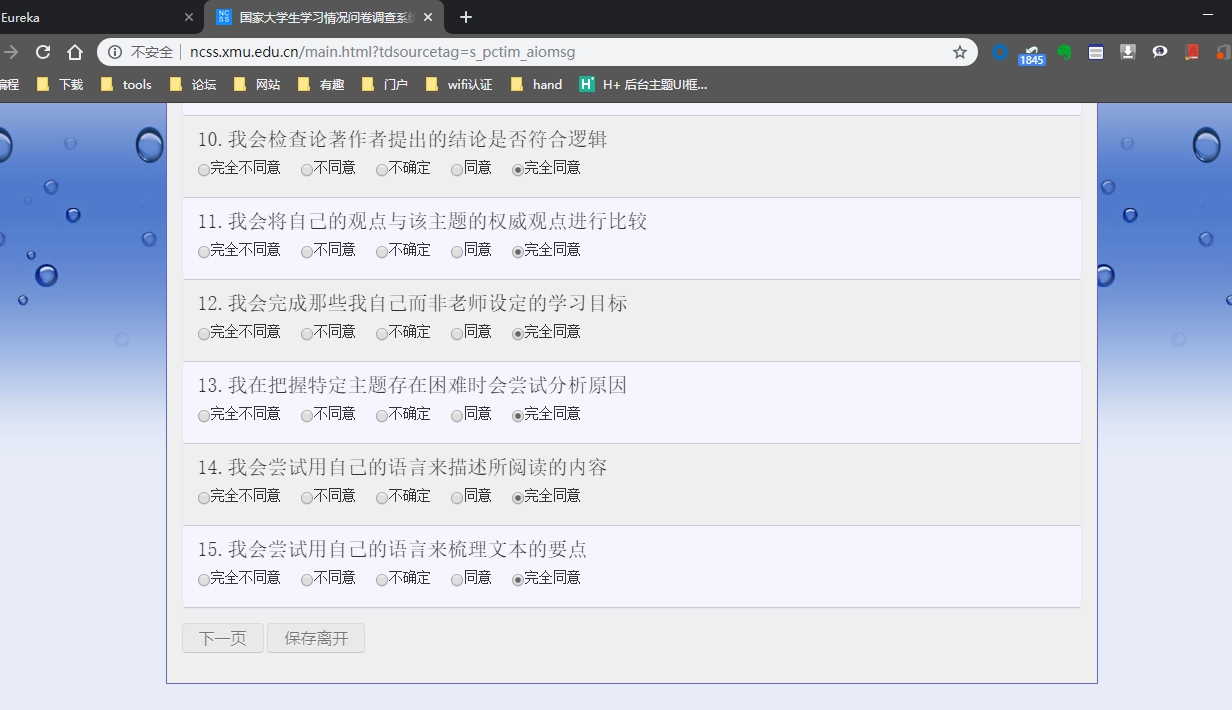 Eureka
国家大学生学习情况问卷调查系
不安全 ncss.xmu.edu.cn/main.html?tdsourcetag=s_pctim_aiomsg
1845
编程 下载 tools 论坛 网站 有趣 门户 wifi认证 hand H+ 后台主题UI框...
10. 我会检查论著作者提出的结论是否符合逻辑
完全不同意 不同意 不确定 同意 完全同意
11. 我会将自己的观点与该主题的权威观点进行比较
完全不同意 不同意 不确定 同意 完全同意
12. 我会完成那些我自己而非老师设定的学习目标
完全不同意 不同意 不确定 同意 完全同意
13. 我在把握特定主题存在困难时会尝试分析原因
完全不同意 不同意 不确定 同意 完全同意
14. 我会尝试用自己的语言来描述所阅读的内容
完全不同意 不同意 不确定 同意 完全同意
15. 我会尝试用自己的语言来梳理文本的要点
完全不同意 不同意 不确定 同意 完全同意
下一页 保存离开